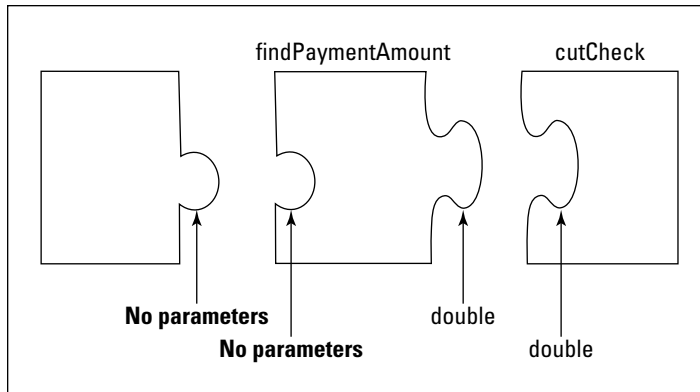 findPaymentAmount
cutCheck
No parameters
No parameters
double
double